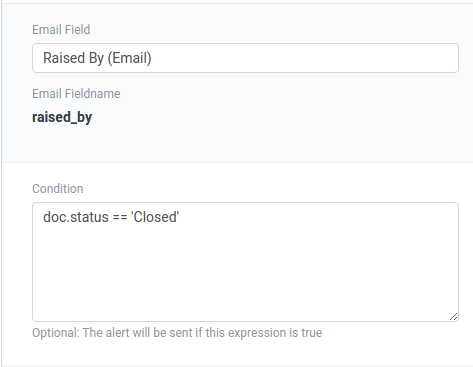 Email Field
Raised By (Email)
Email Fieldname
raised_by
Condition
doc.status == 'Closed'
Optional: The alert will be sent if this expression is true